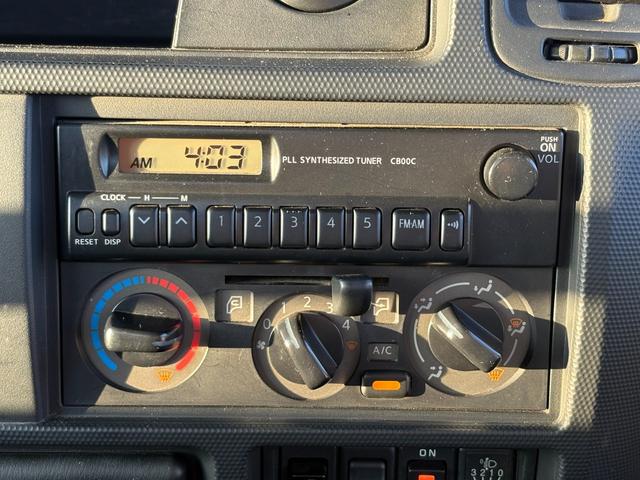 AM 4:03
PLL SYNTHESIZED TUNER CB00C
PUSH
ON
VOL
CLOCK H M
RESET DISP
1 2 3 4 5 FM·AM
0 1 2 3 4
A/C
ON
3 2 1 0